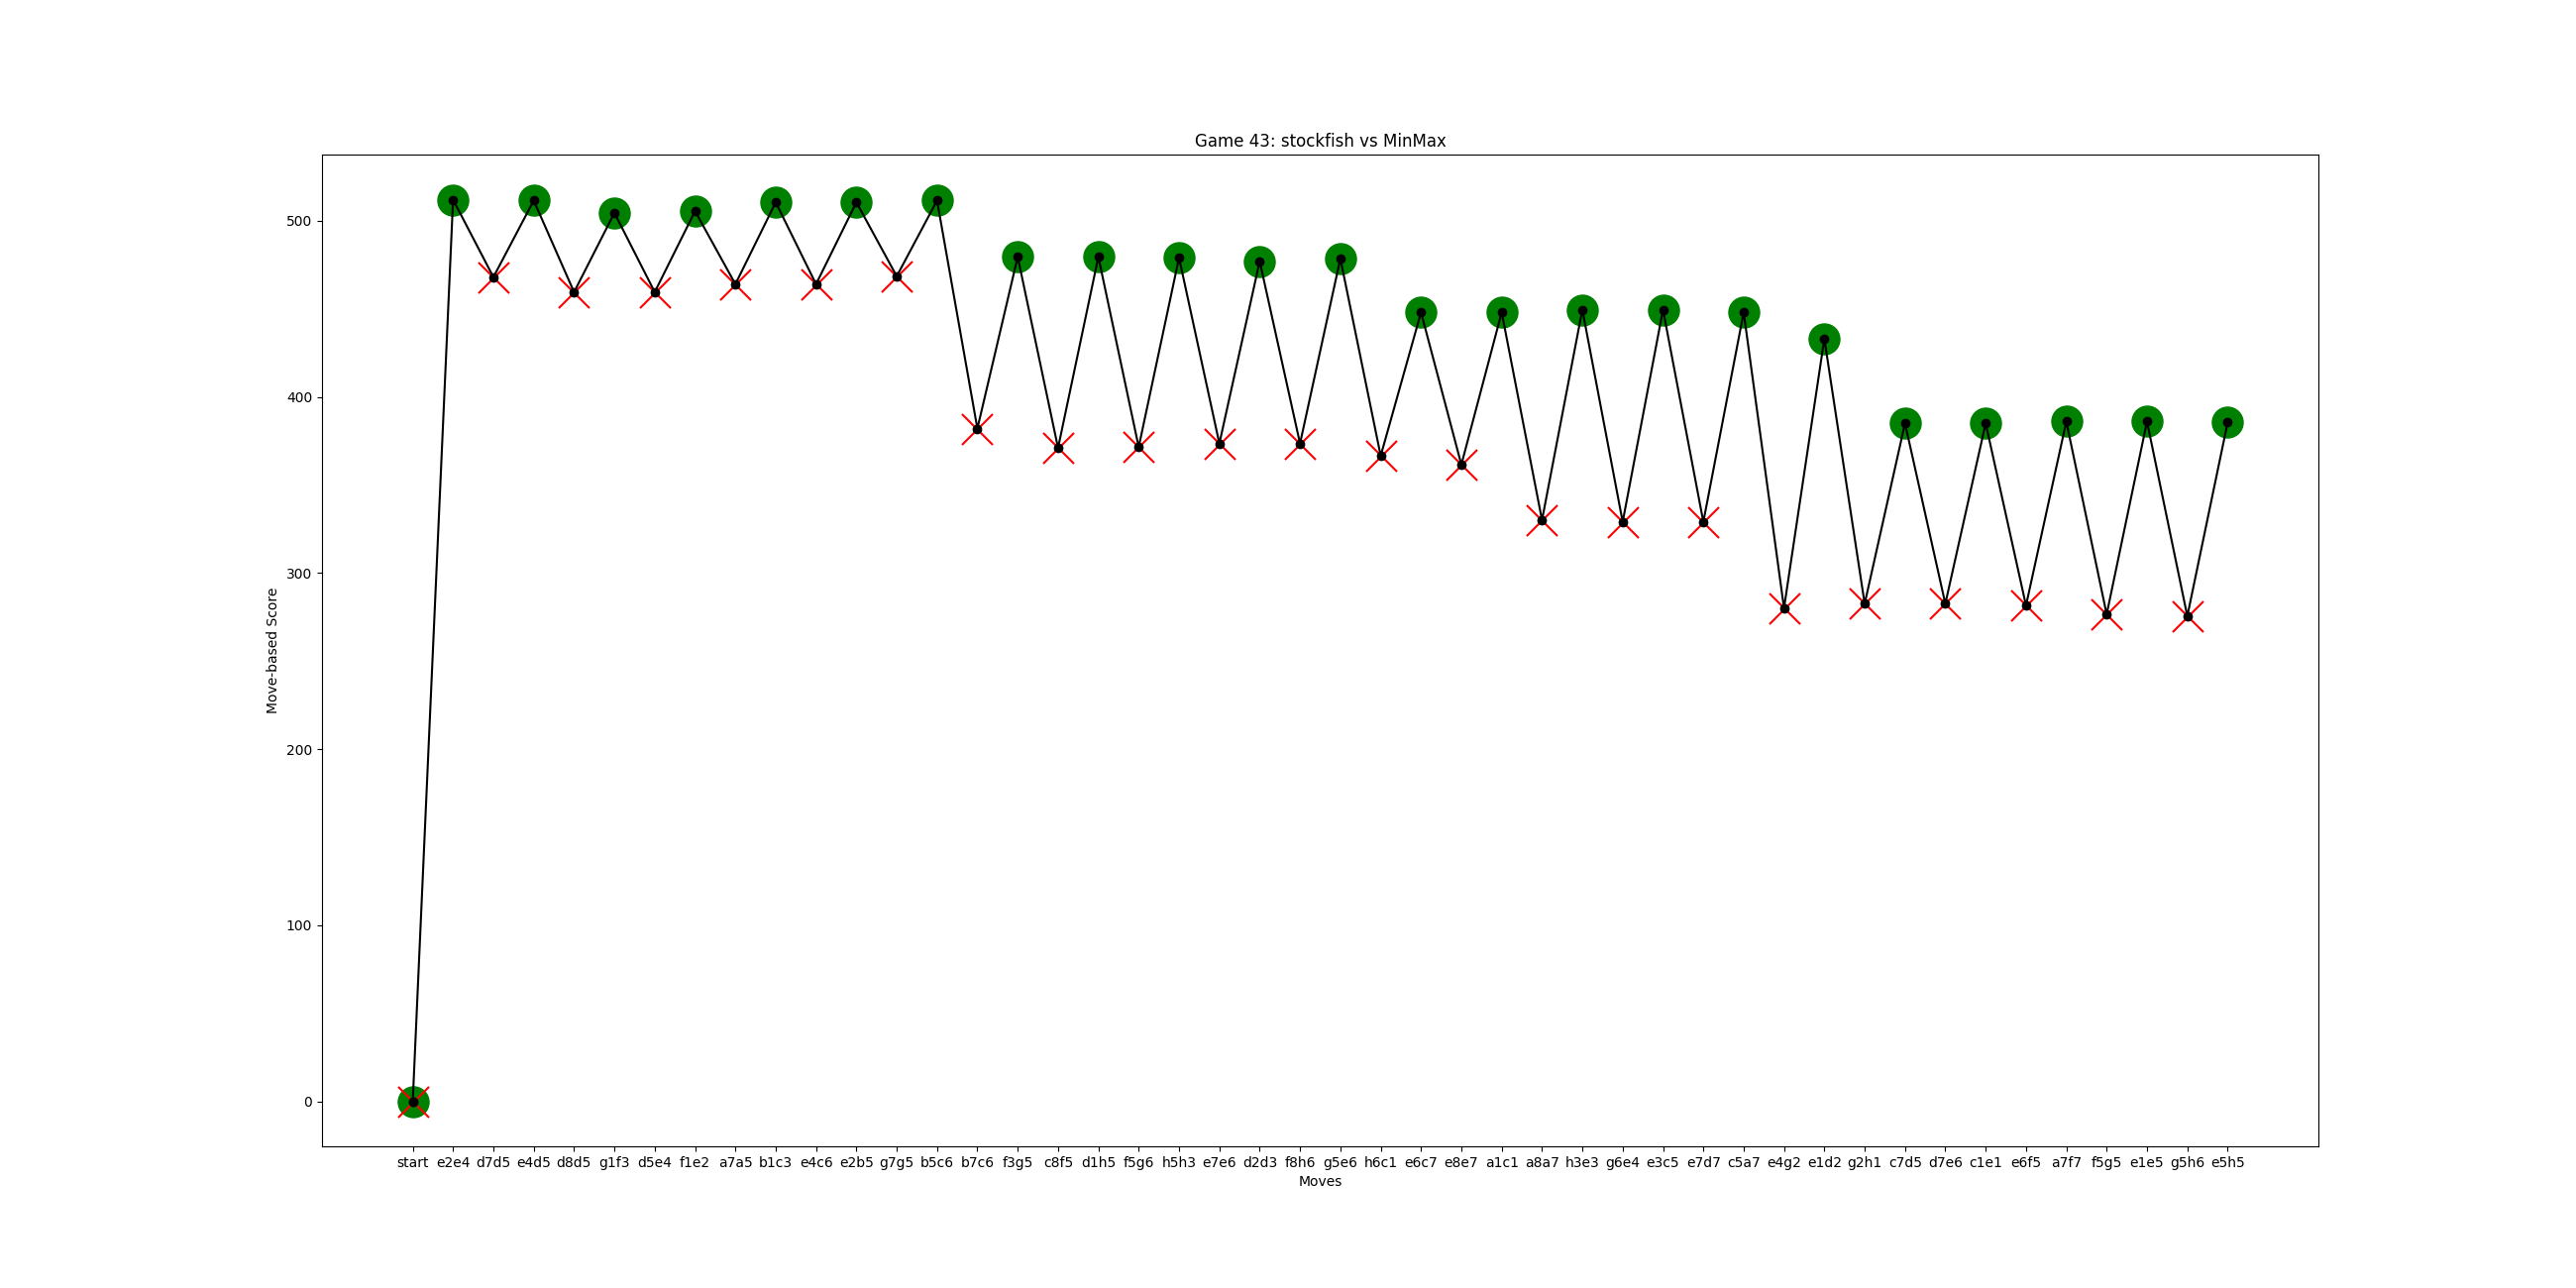 Game 43: stockfish vs MinMax
500
400
300
200
100
0
Move-based Score
start e2e4 d7d5 e4d5 d8d5 g1f3 d5e4 f1e2 a7a5 b1c3 e4c6 e2b5 g7g5 b5c6 b7c6 f3g5 c8f5 d1h5 f5g6 h5h3 e7e6 d2d3 f8h6 g5e6 h6c1 e6c7 e8e7 a1c1 a8a7 h3e3 g6e4 e3c5 e7d7 c5a7 e4g2 e1d2 g2h1 c7d5 d7e6 c1e1 e6f5 a7f7 f5g5 e1e5 g5h6 e5h5
Moves